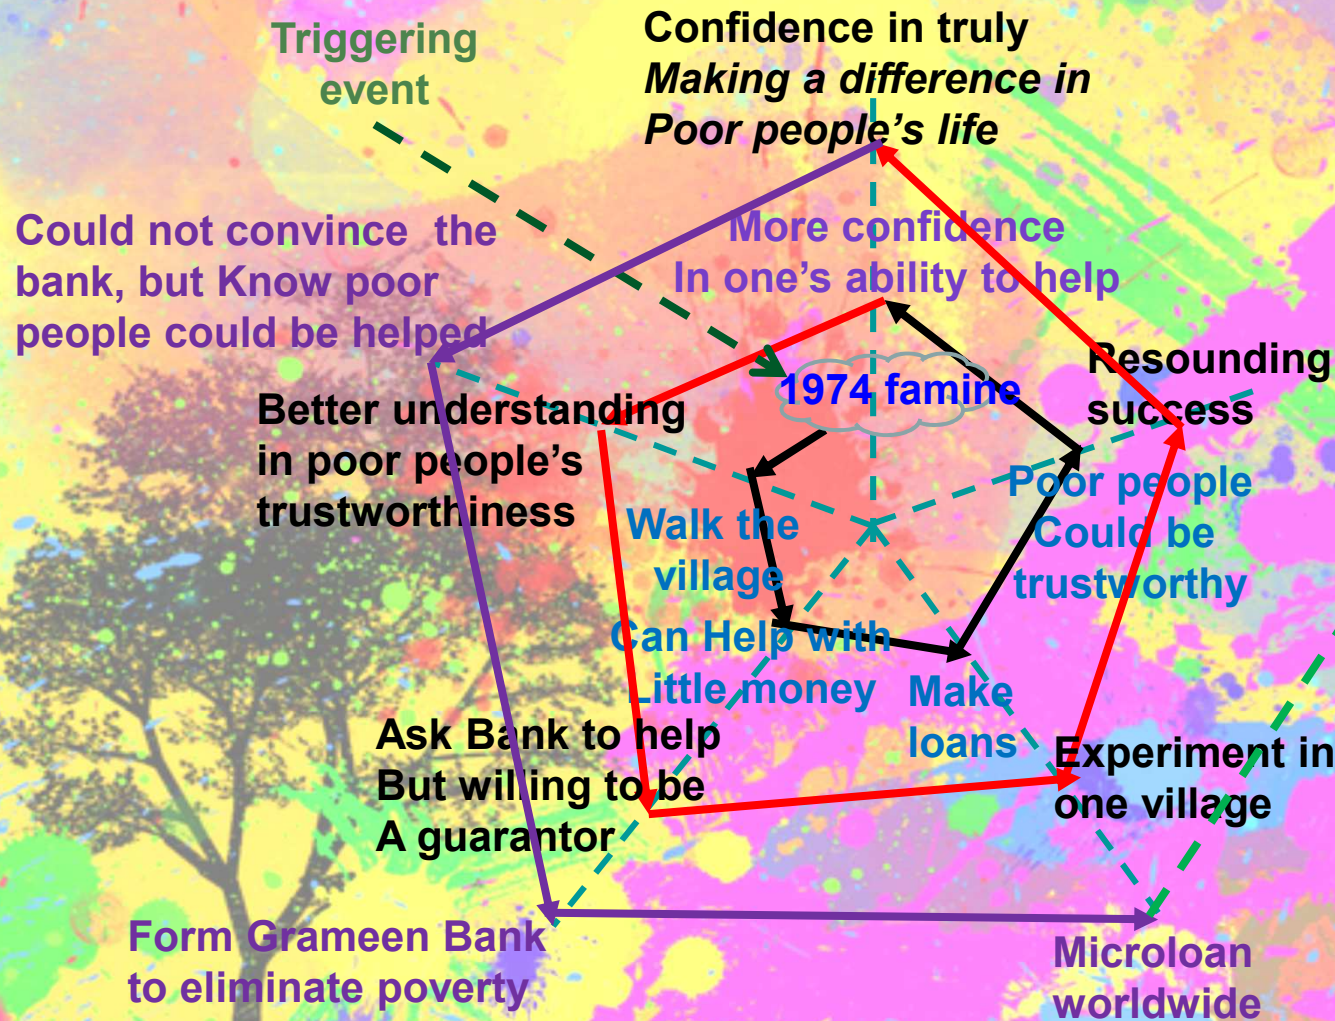 Triggering
event
Confidence in truly
Making a difference in
Poor people's life
Could not convince the
bank, but Know poor
people could be helped
More confidence
In one's ability to help
1974 famine
Resounding
success
Better understanding
in poor people's
trustworthiness
Walk the
village
Poor people
Could be
trustworthy
Can Help with
Little money
Make
loans
Ask Bank to help
But willing to be
A guarantor
Experiment in
one village
Form Grameen Bank
to eliminate poverty
Microloan
worldwide